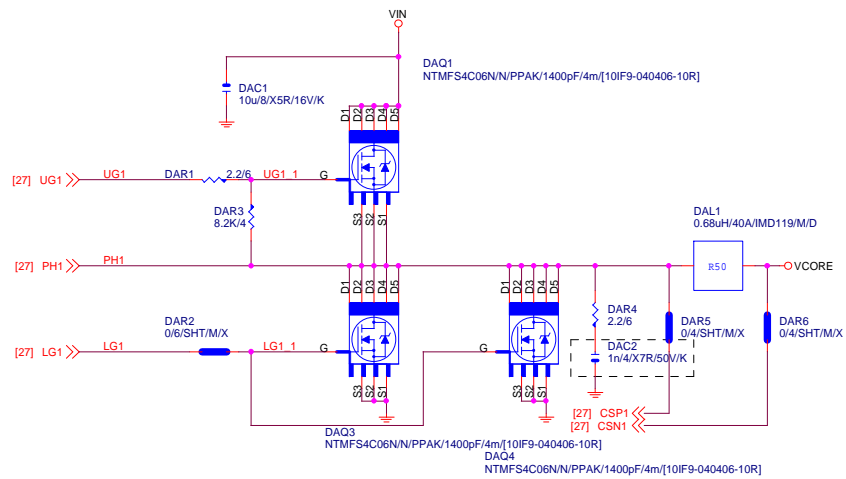 VIN
DAQ1
NTMFS4C06N/N/PPAK/1400pF/4m/[10IF9-040406-10R]
DAC1
10u/8/X5R/16V/K
D1
D2
D3
D4
D5
[27] UG1
UG1
DAR1
2.2/6
UG1_1
G
DAR3
8.2K/4
S3
S2
S1
DAL1
0.68uH/40A/IMD119/M/D
[27] PH1
PH1
R50
VCORE
D1
D2
D3
D4
D5
D1
D2
D3
D4
D5
DAR2
0/6/SHT/M/X
DAR4
2.2/6
DAR5
0/4/SHT/M/X
DAR6
0/4/SHT/M/X
[27] LG1
LG1
LG1_1
G
G
DAC2
1n/4/X7R/50V/K
S3
S2
S1
S3
S2
S1
[27] CSP1
[27] CSN1
DAQ3
NTMFS4C06N/N/PPAK/1400pF/4m/[10IF9-040406-10R]
DAQ4
NTMFS4C06N/N/PPAK/1400pF/4m/[10IF9-040406-10R]